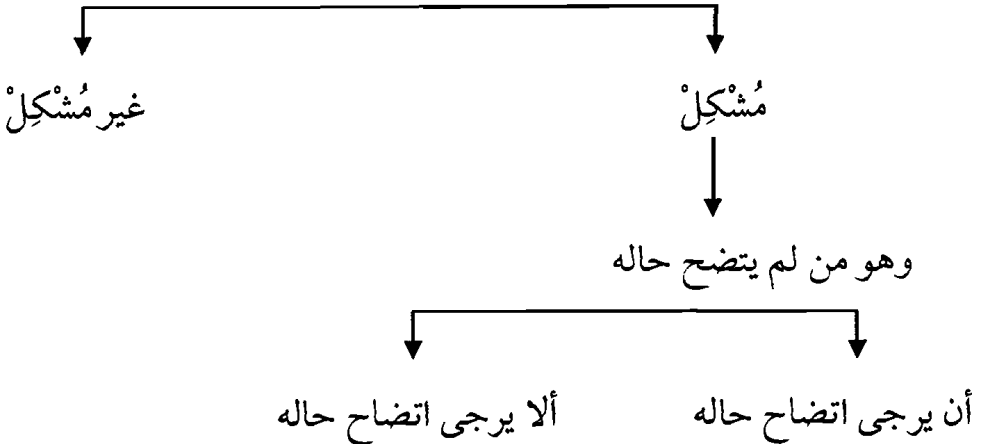 مُشْكِلْ
غير مُشْكِلْ
وهو من لم يتضح حاله
أن يرجى اتضاح حاله
ألا يرجى اتضاح حاله